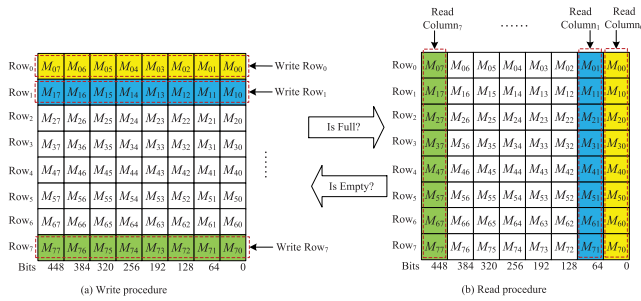 Read Column₇
......
Read Column₁
Read Column₀
Row₀ M₀₇ M₀₆ M₀₅ M₀₄ M₀₃ M₀₂ M₀₁ M₀₀ Write Row₀
Row₁ M₁₇ M₁₆ M₁₅ M₁₄ M₁₃ M₁₂ M₁₁ M₁₀ Write Row₁
Row₂ M₂₇ M₂₆ M₂₅ M₂₄ M₂₃ M₂₂ M₂₁ M₂₀
Row₃ M₃₇ M₃₆ M₃₅ M₃₄ M₃₃ M₃₂ M₃₁ M₃₀
Row₄ M₄₇ M₄₆ M₄₅ M₄₄ M₄₃ M₄₂ M₄₁ M₄₀
Row₅ M₅₇ M₅₆ M₅₅ M₅₄ M₅₃ M₅₂ M₅₁ M₅₀
Row₆ M₆₇ M₆₆ M₆₅ M₆₄ M₆₃ M₆₂ M₆₁ M₆₀
Row₇ M₇₇ M₇₆ M₇₅ M₇₄ M₇₃ M₇₂ M₇₁ M₇₀ Write Row₇
Bits 448 384 320 256 192 128 64 0
(a) Write procedure
Is Full?
Is Empty?
Row₀ M₀₇ M₀₆ M₀₅ M₀₄ M₀₃ M₀₂ M₀₁ M₀₀
Row₁ M₁₇ M₁₆ M₁₅ M₁₄ M₁₃ M₁₂ M₁₁ M₁₀
Row₂ M₂₇ M₂₆ M₂₅ M₂₄ M₂₃ M₂₂ M₂₁ M₂₀
Row₃ M₃₇ M₃₆ M₃₅ M₃₄ M₃₃ M₃₂ M₃₁ M₃₀
Row₄ M₄₇ M₄₆ M₄₅ M₄₄ M₄₃ M₄₂ M₄₁ M₄₀
Row₅ M₅₇ M₅₆ M₅₅ M₅₄ M₅₃ M₅₂ M₅₁ M₅₀
Row₆ M₆₇ M₆₆ M₆₅ M₆₄ M₆₃ M₆₂ M₆₁ M₆₀
Row₇ M₇₇ M₇₆ M₇₅ M₇₄ M₇₃ M₇₂ M₇₁ M₇₀
Bits 448 384 320 256 192 128 64 0
(b) Read procedure